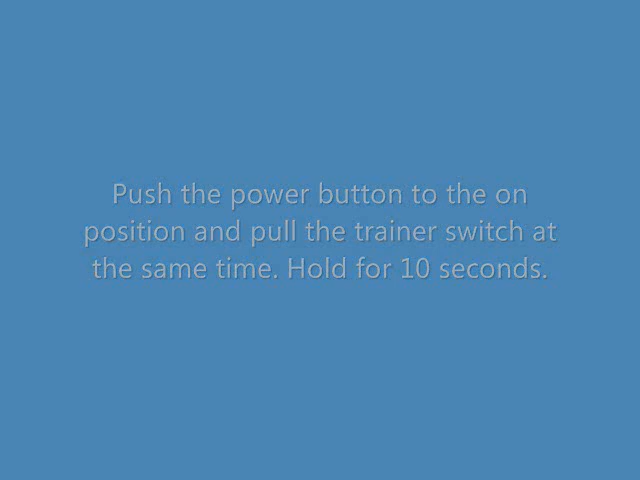 Push the power button to the on
position and pull the trainer switch at
the same time. Hold for 10 seconds.